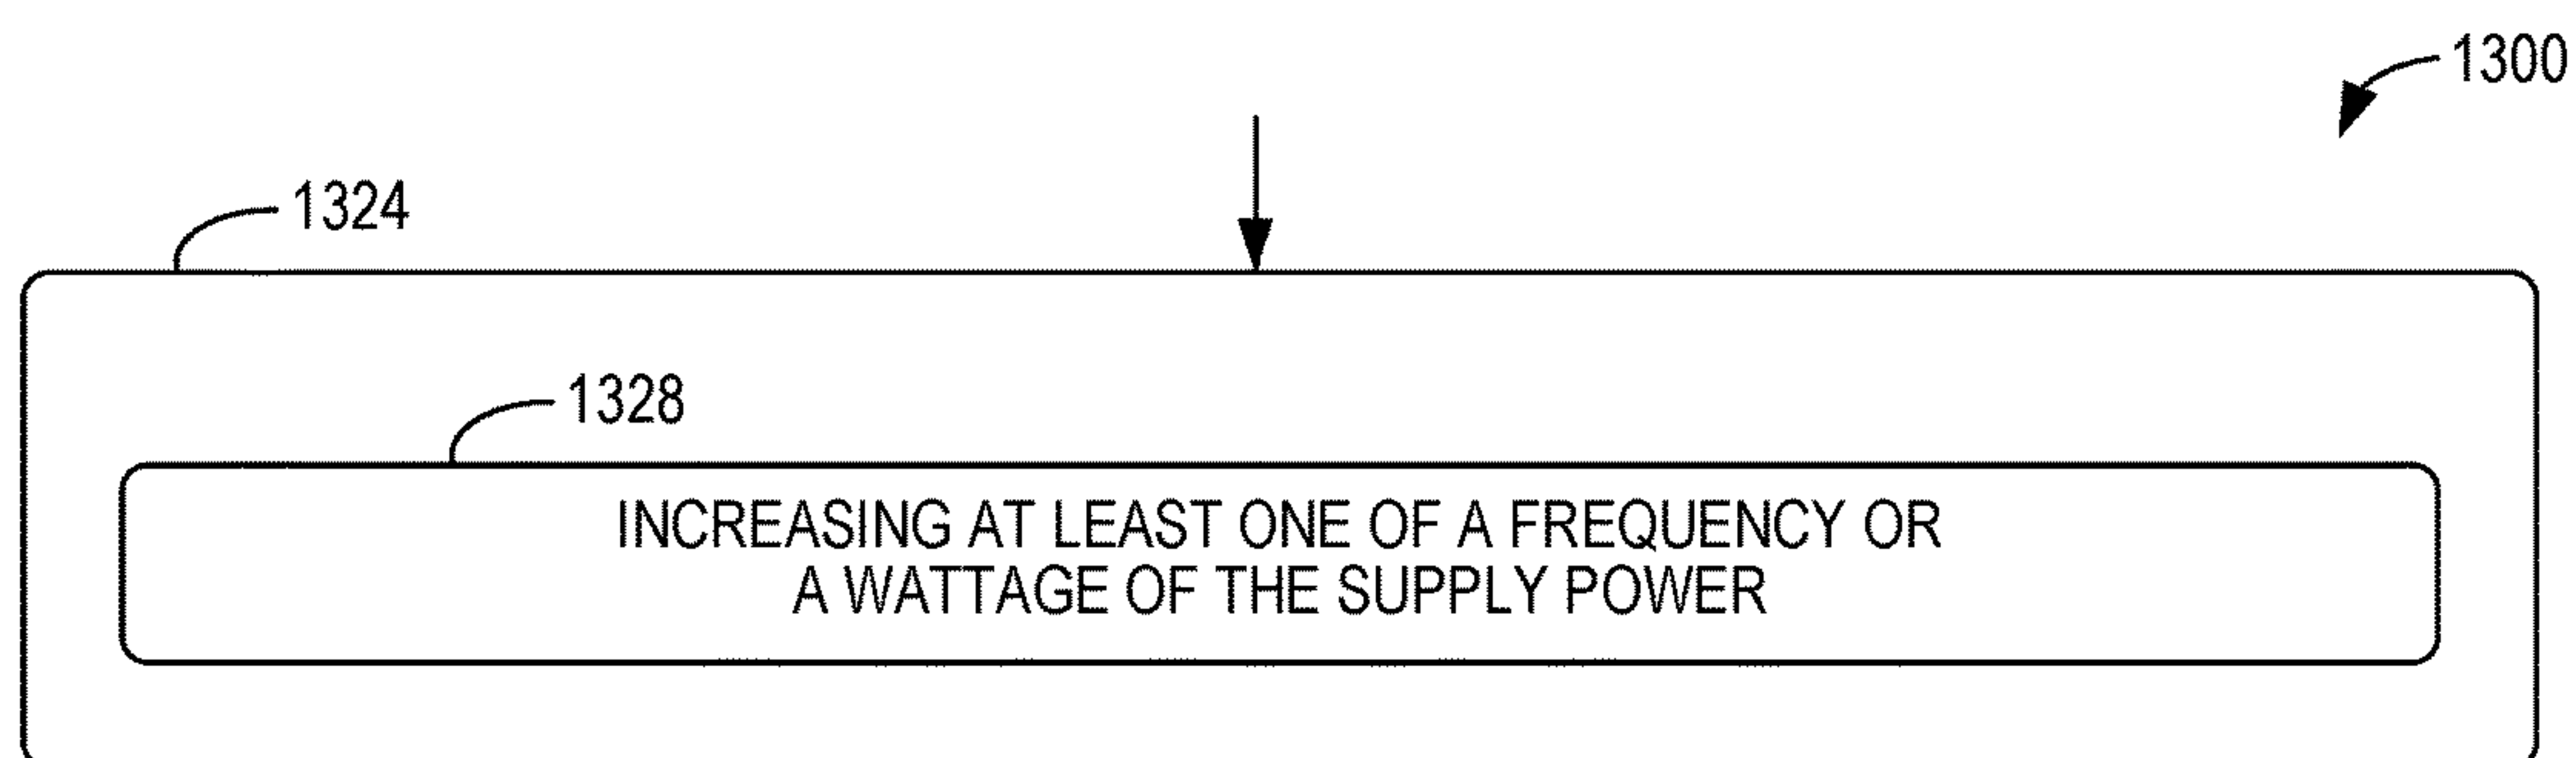 1300
1324
1328
INCREASING AT LEAST ONE OF A FREQUENCY OR
A WATTAGE OF THE SUPPLY POWER